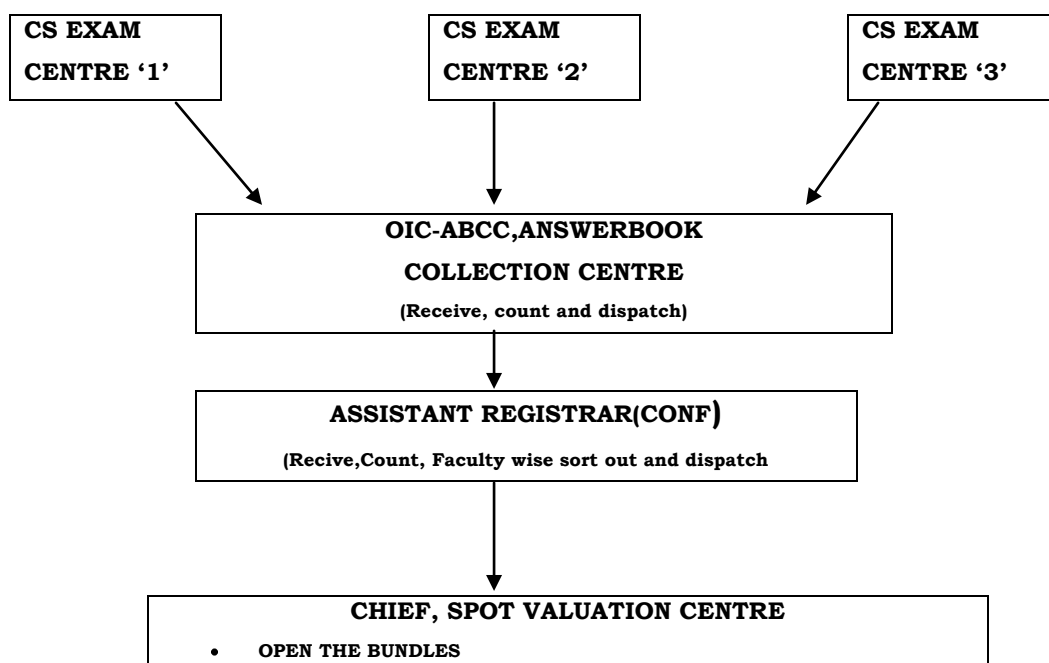 CS EXAM
CENTRE ‘1’
CS EXAM
CENTRE ‘2’
CS EXAM
CENTRE ‘3’
OIC-ABCC,ANSWERBOOK
COLLECTION CENTRE
(Receive, count and dispatch)
ASSISTANT REGISTRAR(CONF)
(Recive,Count, Faculty wise sort out and dispatch
CHIEF, SPOT VALUATION CENTRE
• OPEN THE BUNDLES